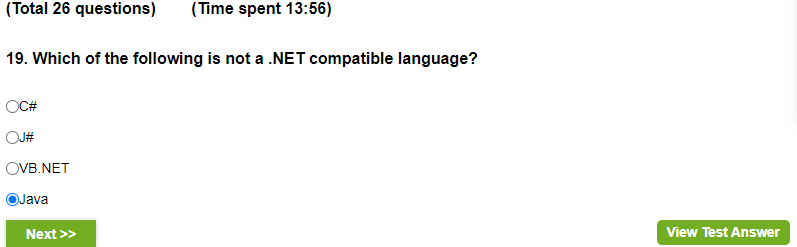 (Total 26 questions) (Time spent 13:56)
19. Which of the following is not a .NET compatible language?
C#
J#
VB.NET
Java
Next >> View Test Answer